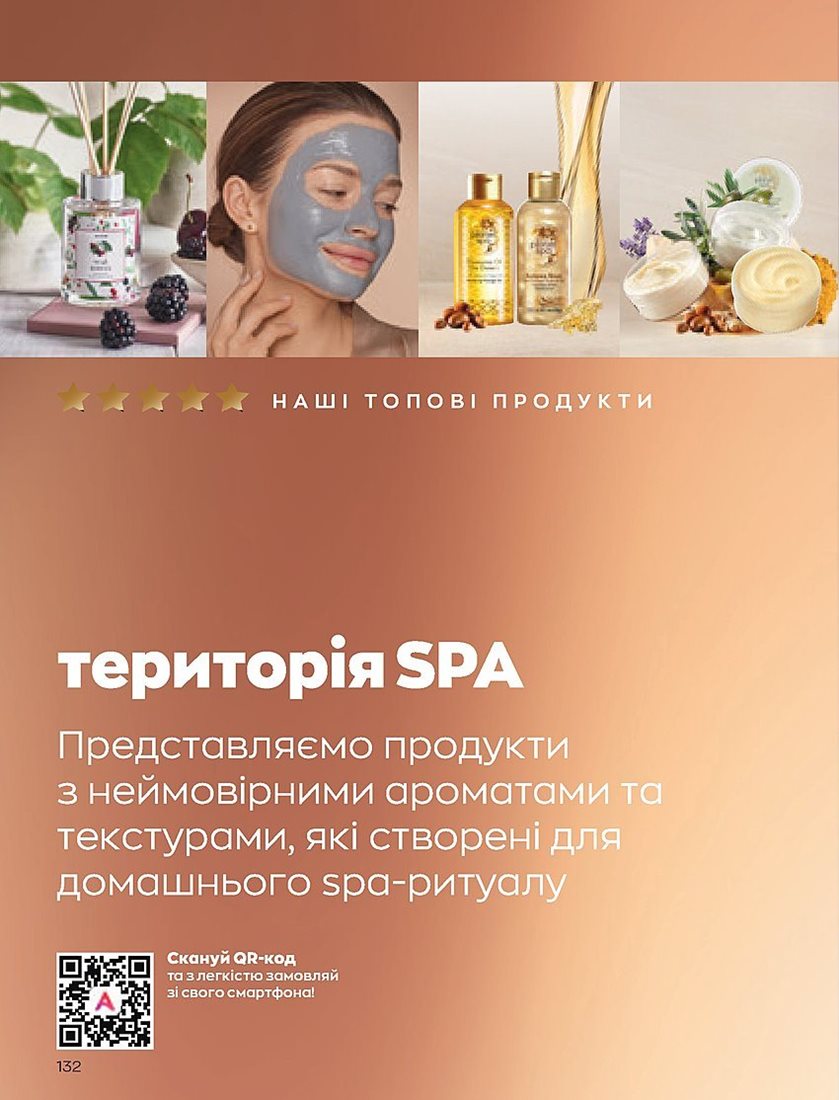 НАШІ ТОПОВІ ПРОДУКТИ
територія SPA
Представляємо продукти
з неймовірними ароматами та
текстурами, які створені для
домашнього spa-ритуалу
Скануй QR-код
та з легкістю замовляй
зі свого смартфона!
A
132